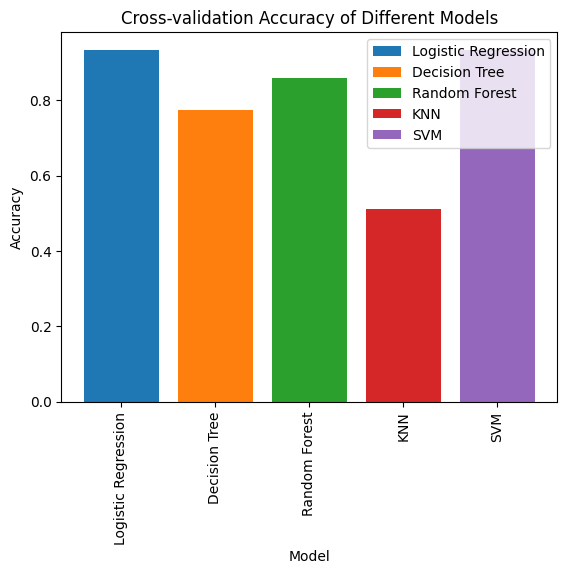 Cross-validation Accuracy of Different Models
Logistic Regression
Decision Tree
Random Forest
KNN
SVM
Accuracy
0.8
0.6
0.4
0.2
0.0
Logistic Regression
Decision Tree
Random Forest
KNN
SVM
Model